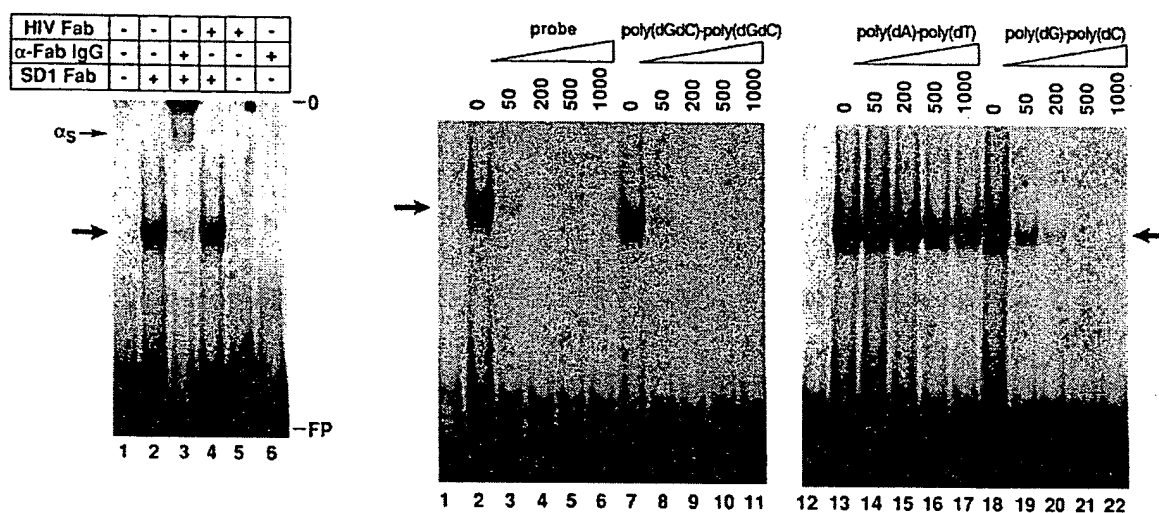 HIV Fab - - - + + -
α-Fab IgG - - + - - +
SD1 Fab - + + + - -
-0
αs
-FP
1 2 3 4 5 6
probe poly(dGdC)-poly(dGdC)
0 50 200 500 1000 0 50 200 500 1000
1 2 3 4 5 6 7 8 9 10 11
poly(dA)-poly(dT) poly(dG)-poly(dC)
0 50 200 500 1000 0 50 200 500 1000
12 13 14 15 16 17 18 19 20 21 22